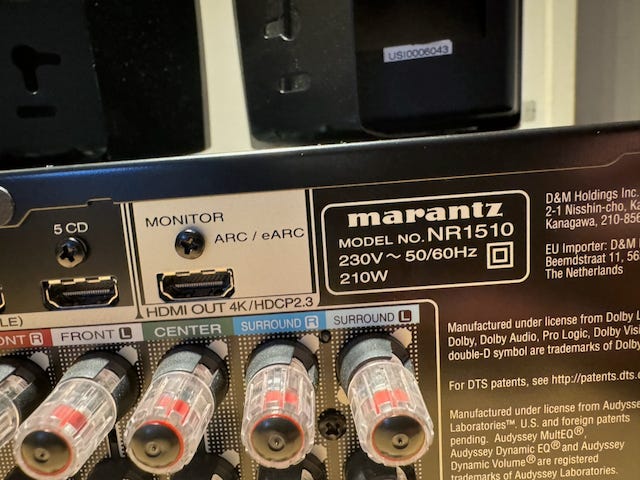 USI0006043
5 CD
MONITOR
ARC / eARC
HDMI OUT 4K/HDCP2.3
marantz
MODEL NO. NR1510
230V ~ 50/60Hz
210W
D&M Holdings Inc.
2-1 Nisshin-cho,
Kanagawa,
EU Importer: D&M
Beemdstraat 11,
The Netherlands
FRONT L
CENTER
SURROUND R
SURROUND L
Manufactured under license from Dolby
Dolby, Dolby Audio, Pro Logic, Dolby
double-D symbol are trademarks of
For DTS patents, see http://patents.dts.
Manufactured under license from
Laboratories™, U.S. and foreign patents
pending. Audyssey MultEQ®,
Audyssey Dynamic EQ® and Audyssey
Dynamic Volume® are registered
trademarks of Audyssey Laboratories.